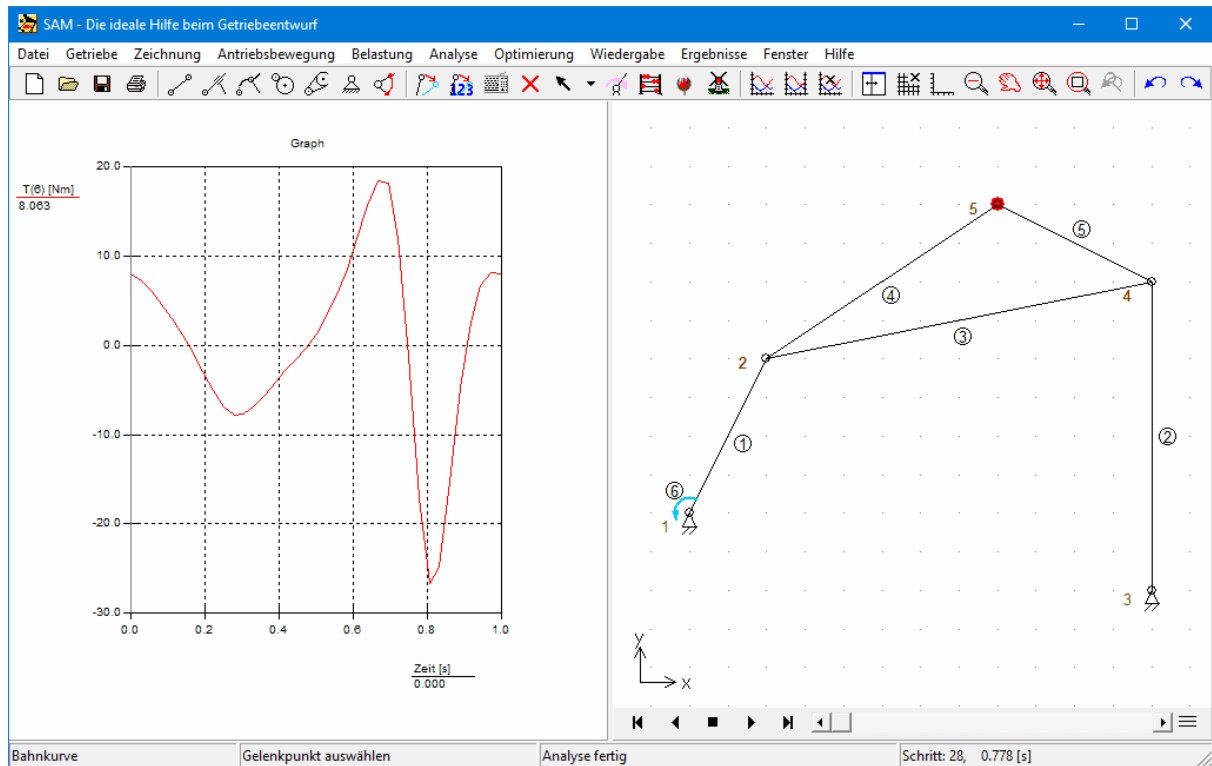 SAM - Die ideale Hilfe beim Getriebeentwurf
Datei Getriebe Zeichnung Antriebsbewegung Belastung Analyse Optimierung Wiedergabe Ergebnisse Fenster Hilfe
123
Graph
T(6) [Nm]
8.063
20.0
10.0
0.0
-10.0
-20.0
-30.0
0.0 0.2 0.4 0.6 0.8 1.0
Zeit [s]
0.000
5
⑤
④
4
③
2
①
②
⑥
1
3
y
x
Bahnkurve Gelenkpunkt auswählen Analyse fertig Schritt: 28, 0.778 [s]